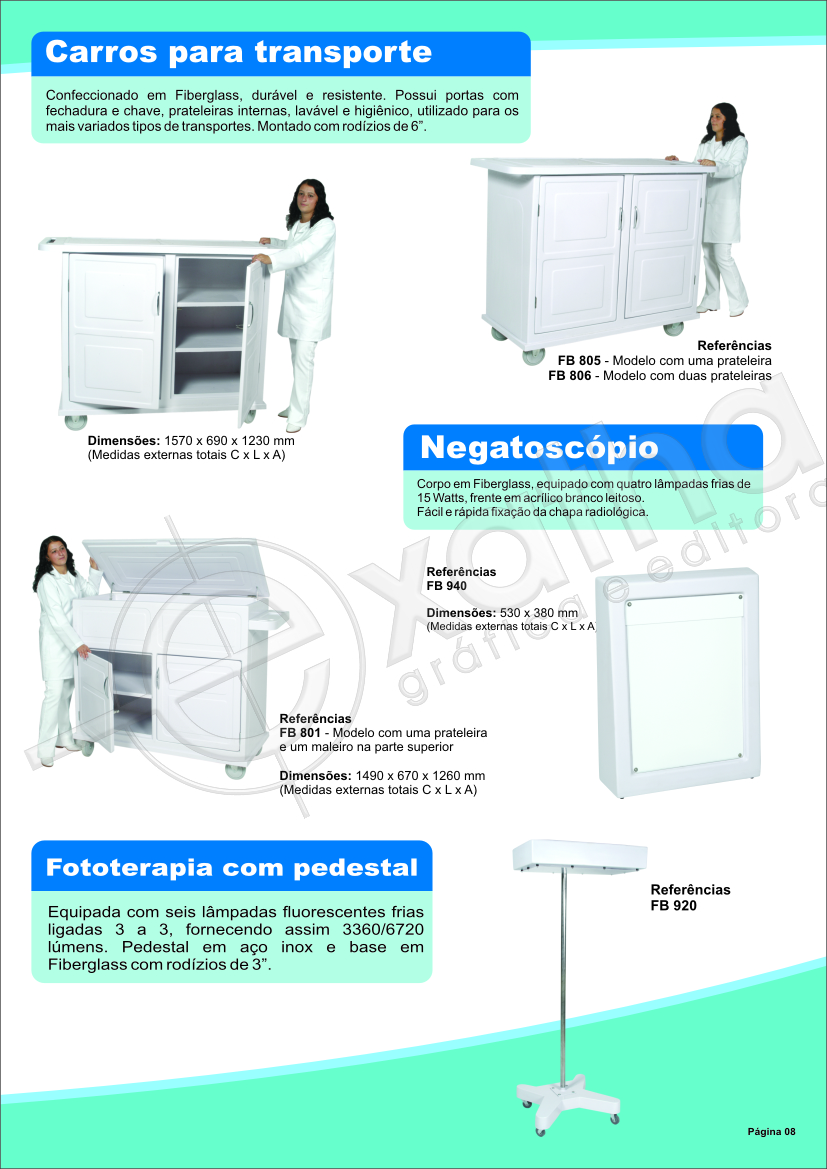 Carros para transporte
Confeccionado em Fiberglass, durável e resistente. Possui portas com
fechadura e chave, prateleiras internas, lavável e higiênico, utilizado para os
mais variados tipos de transportes. Montado com rodízios de 6”.
Referências
FB 805 - Modelo com uma prateleira
FB 806 - Modelo com duas prateleiras
Dimensões: 1570 x 690 x 1230 mm
(Medidas externas totais C x L x A)
Negatoscópio
Corpo em Fiberglass, equipado com quatro lâmpadas frias de
15 Watts, frente em acrílico branco leitoso.
Fácil e rápida fixação da chapa radiológica.
Referências
FB 940
Dimensões: 530 x 380 mm
(Medidas externas totais C x L x A
Referências
FB 801 - Modelo com uma prateleira
e um maleiro na parte superior
Dimensões: 1490 x 670 x 1260 mm
(Medidas externas totais C x L x A)
exalina
gráfica e editora
Fototerapia com pedestal
Equipada com seis lâmpadas fluorescentes frias
ligadas 3 a 3, fornecendo assim 3360/6720
lúmens. Pedestal em aço inox e base em
Fiberglass com rodízios de 3”.
Referências
FB 920
Página 08